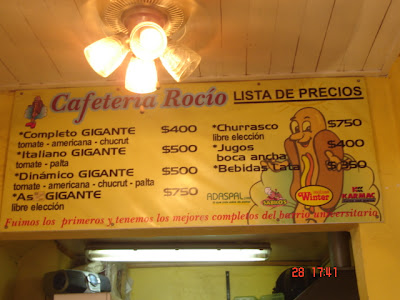 Cafetería Rocío LISTA DE PRECIOS
*Completo GIGANTE $400
tomate - americana - chucrut
*Italiano GIGANTE $500
tomate - palta
*Dinámico GIGANTE $500
tomate - americana - chucrut - palta
*As GIGANTE $750
libre elección
*Churrasco $750
libre elección
*Jugos $400
boca ancha
*Bebidas Lata $350
ADASPAL
Winter
KARMAC
Fuimos los primeros y tenemos los mejores completos del barrio universitario
28 17:41